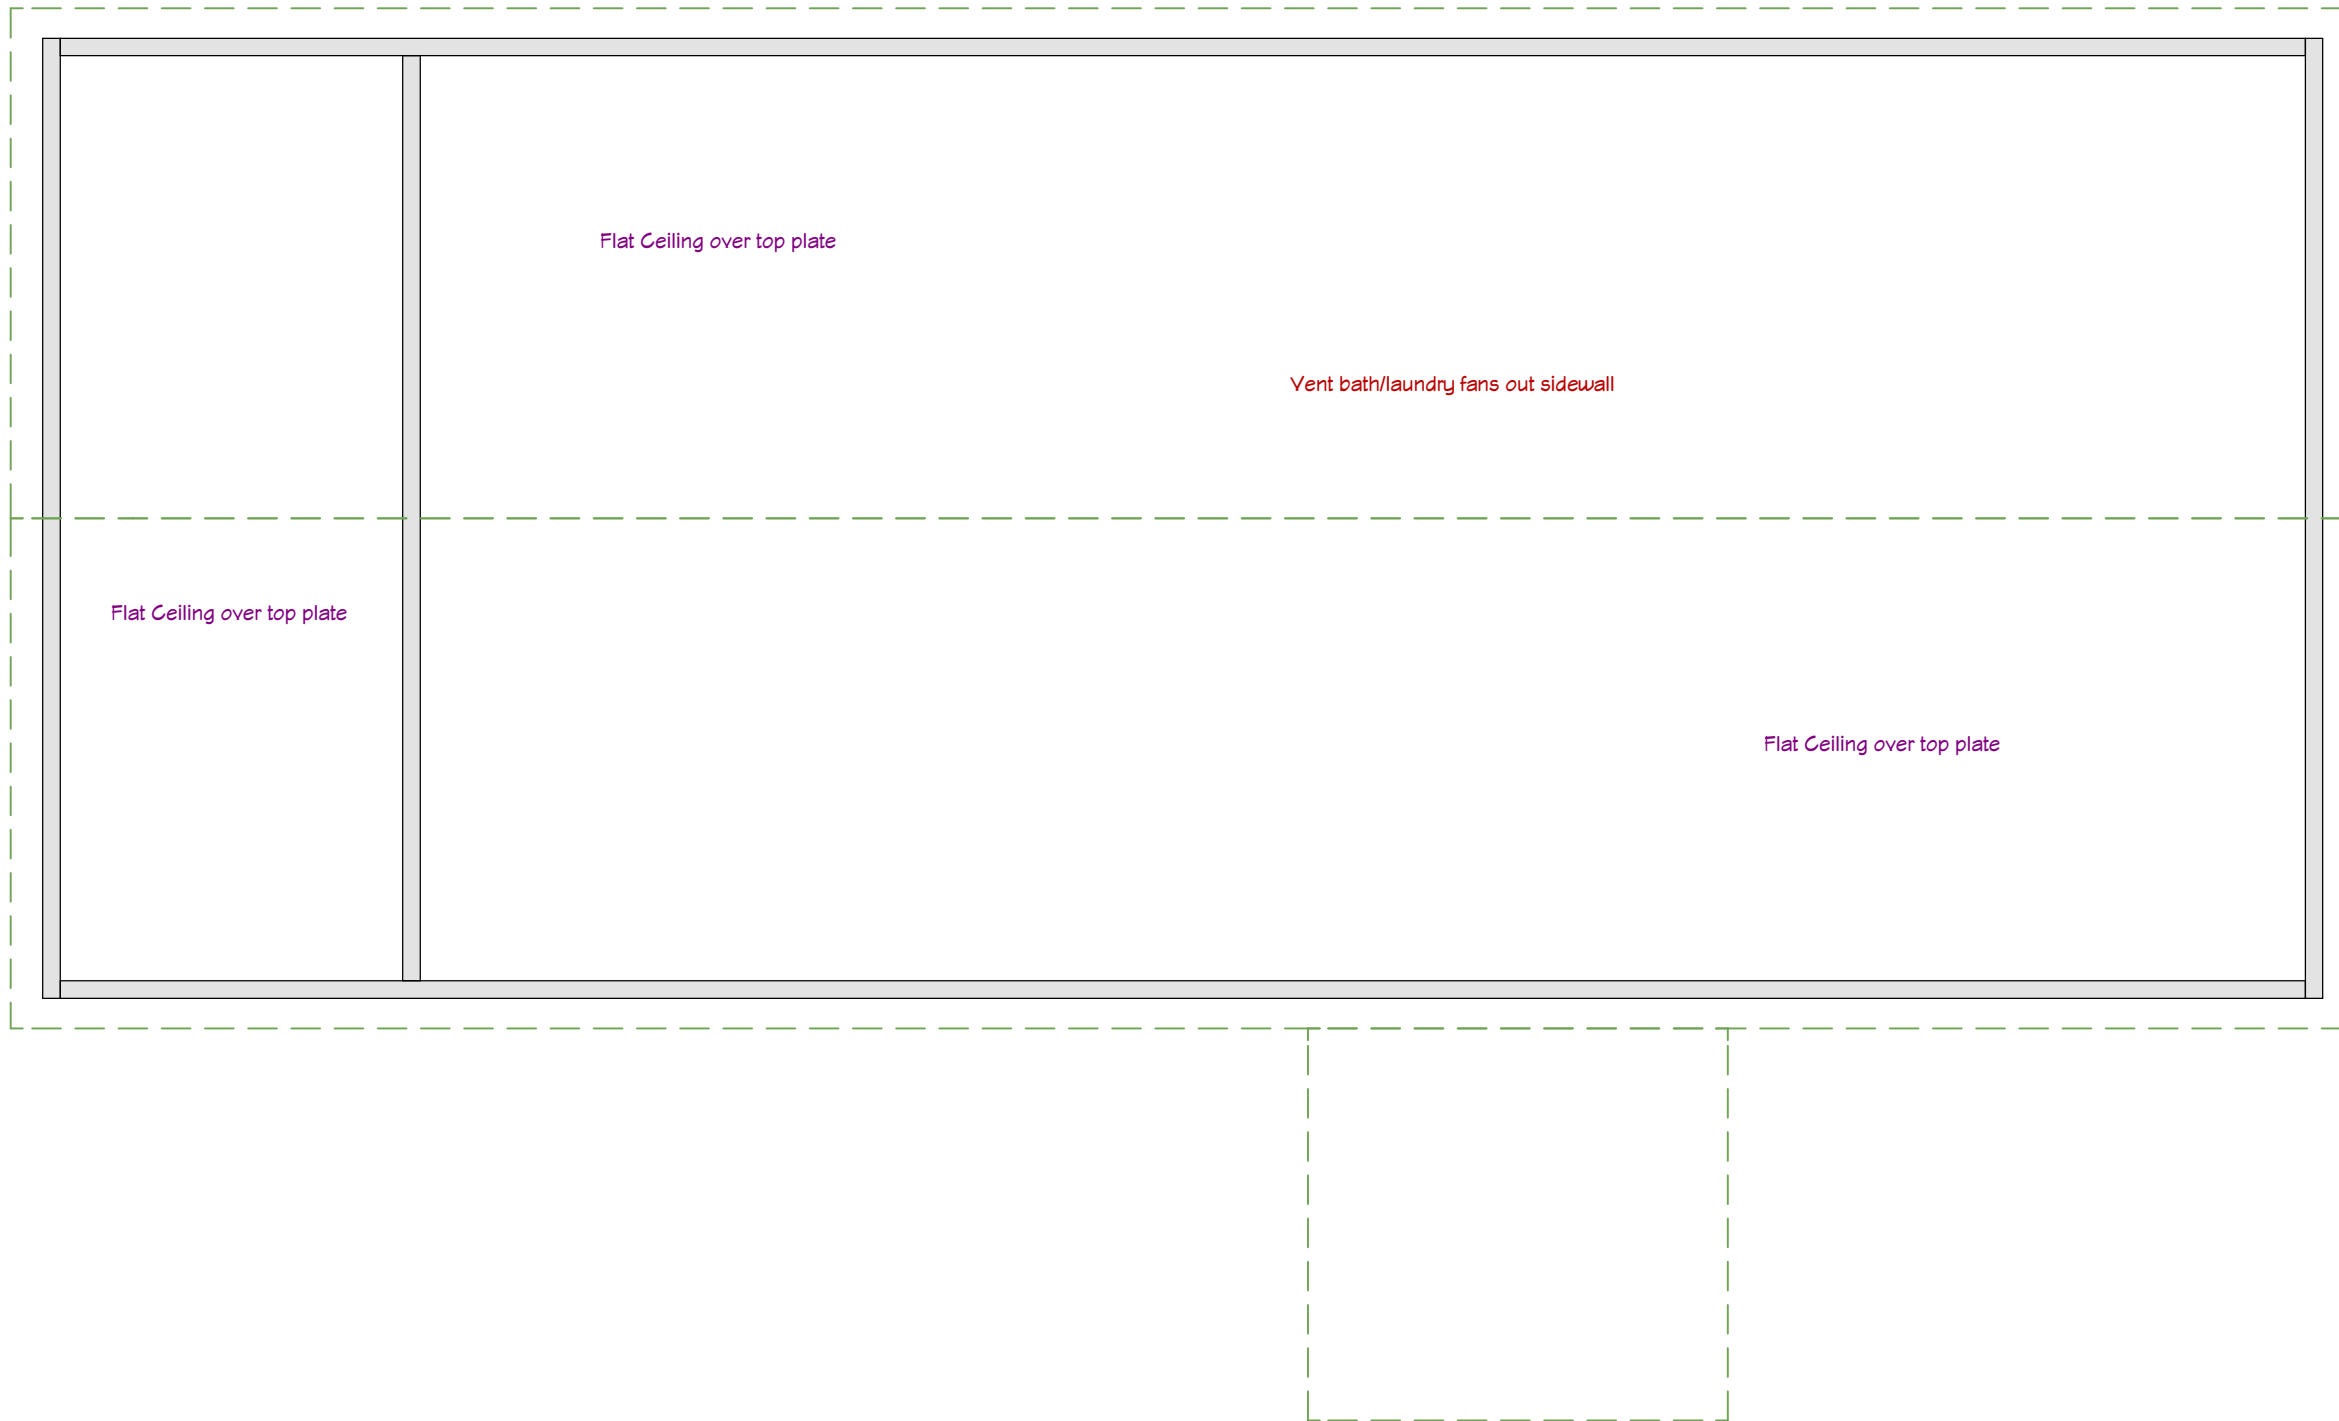 Flat Ceiling over top plate
Vent bath/laundry fans out sidewall
Flat Ceiling over top plate
Flat Ceiling over top plate